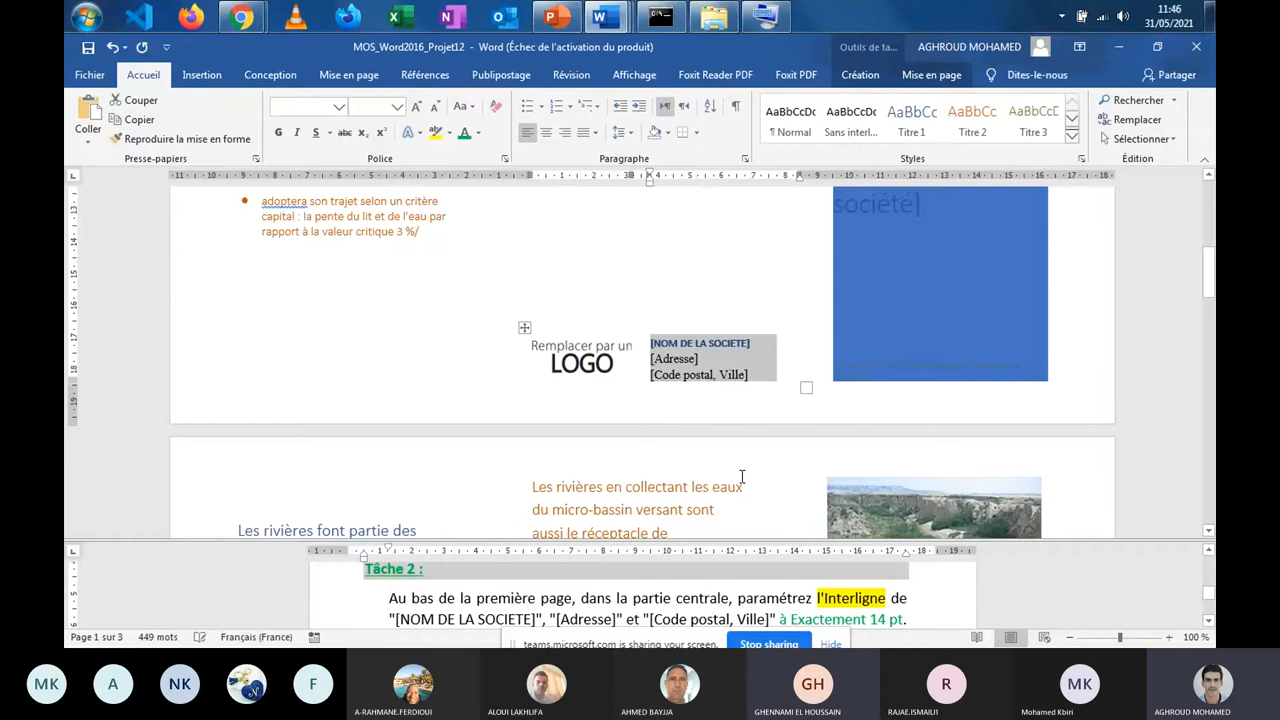 11:46
31/05/2021
MOS_Word2016_Projet12 - Word (Échec de l'activation du produit)
Outils de ta...
AGHROUD MOHAMED
Fichier Accueil Insertion Conception Mise en page Références Publipostage Révision Affichage Foxit Reader PDF Foxit PDF Création Mise en page Dites-le-nous Partager
Coller
Couper
Copier
Reproduire la mise en forme
Presse-papiers
Police
Paragraphe
AaBbCcDc AaBbCcDc AaBbCc AaBbCc AaBbCcD
¶ Normal Sans interl... Titre 1 Titre 2 Titre 3
Styles
Rechercher
Remplacer
Sélectionner
Édition
adoptera son trajet selon un critère
capital : la pente du lit et de l'eau par
rapport à la valeur critique 3 %/
société]
Remplacer par un
LOGO
[NOM DE LA SOCIETE]
[Adresse]
[Code postal, Ville]
Les rivières font partie des
Les rivières en collectant les eaux
du micro-bassin versant sont
aussi le réceptacle de
Tâche 2 :
Au bas de la première page, dans la partie centrale, paramétrez l'Interligne de
"[NOM DE LA SOCIETE]", "[Adresse]" et "[Code postal, Ville]" à Exactement 14 pt.
Page 1 sur 3 449 mots Français (France)
teams.microsoft.com is sharing your screen. Stop sharing Hide
100 %
MK A NK F GH R MK
A-RAHMANE.FERDIOUI ALOUI LAKHLIFA AHMED BAYJJA GHENNAMI EL HOUSSAIN RAJAE.ISMAILI1 Mohamed Kbiri AGHROUD MOHAMED